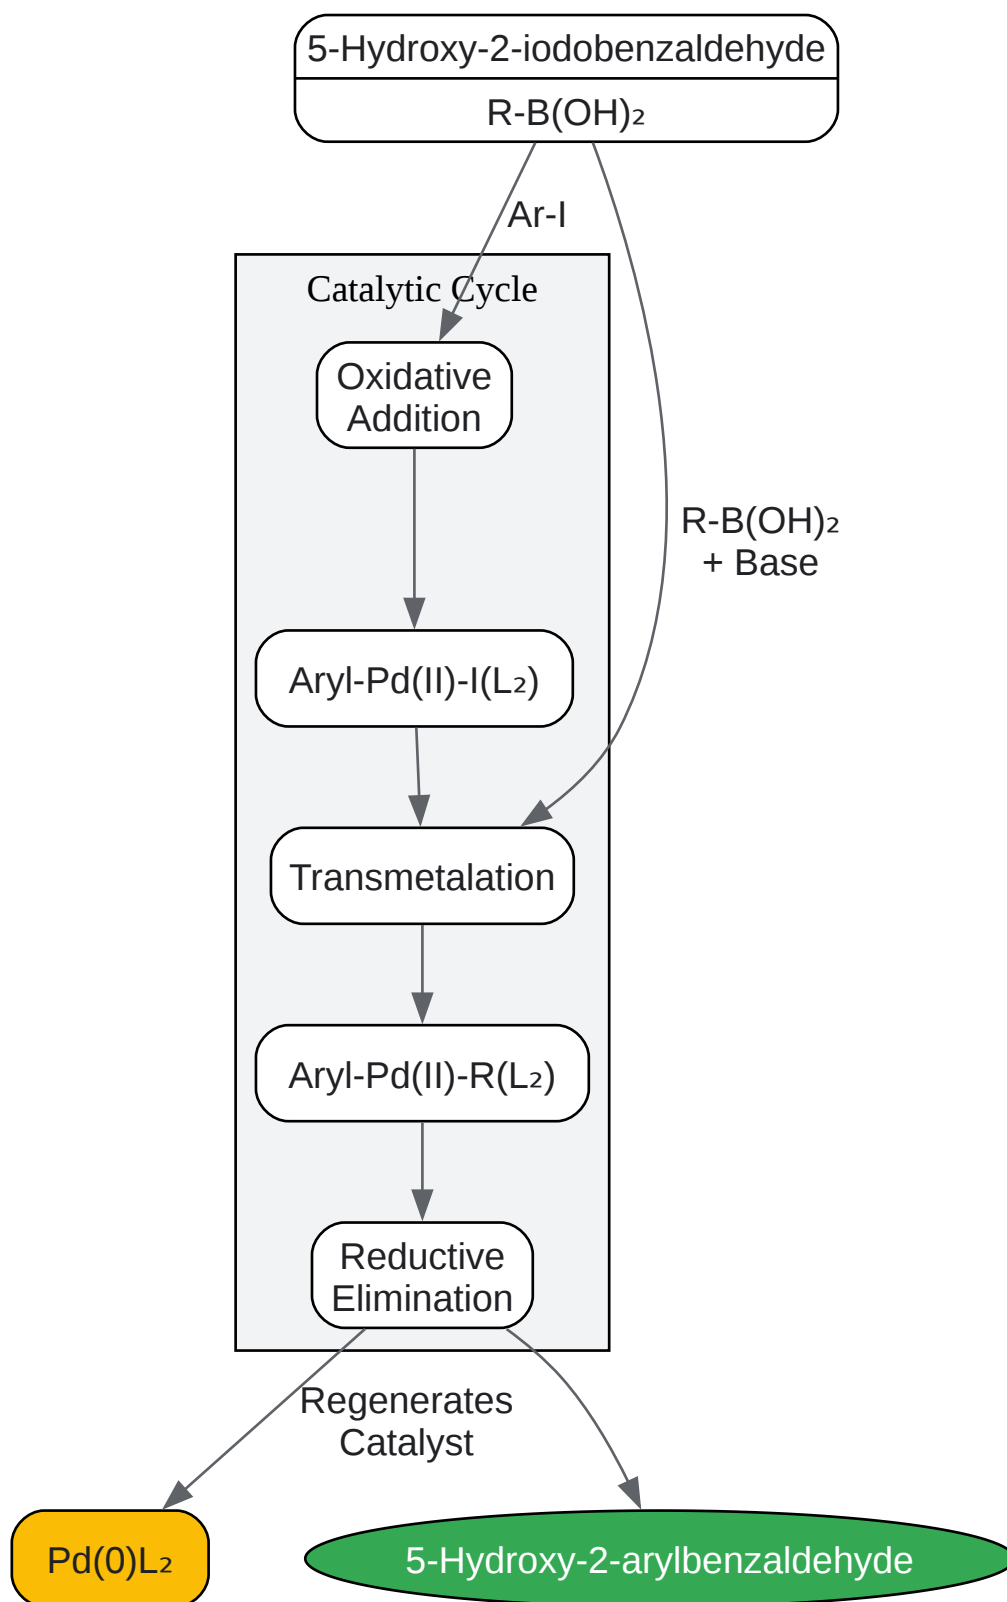 5-Hydroxy-2-iodobenzaldehyde
R-B(OH)₂
Ar-I
Catalytic Cycle
Oxidative
Addition
R-B(OH)₂
+ Base
Aryl-Pd(II)-I(L₂)
Transmetalation
Aryl-Pd(II)-R(L₂)
Reductive
Elimination
Regenerates
Catalyst
Pd(0)L₂
5-Hydroxy-2-arylbenzaldehyde